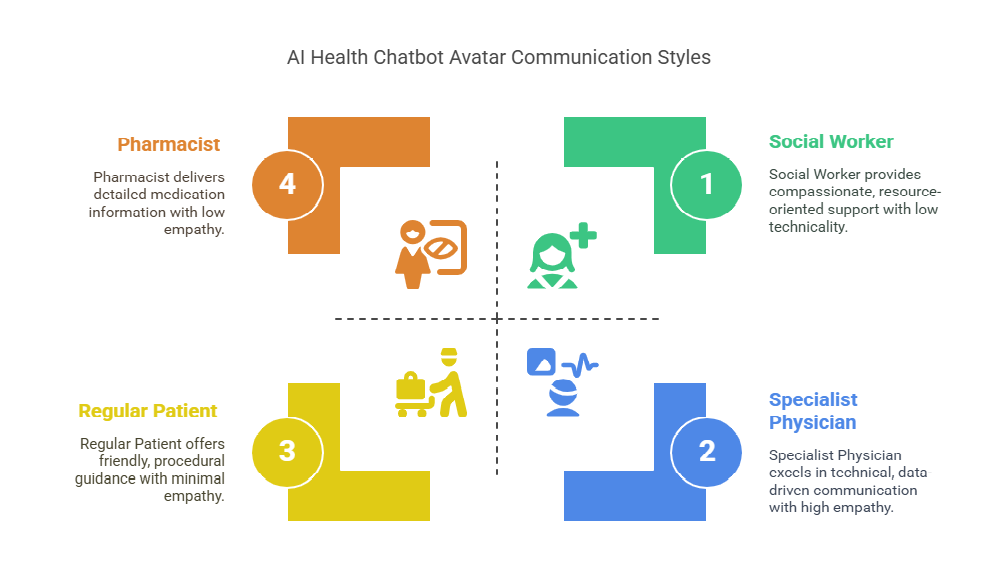 AI Health Chatbot Avatar Communication Styles
Pharmacist
Pharmacist delivers
detailed medication
information with low
empathy.
4
1
Social Worker
Social Worker provides
compassionate, resource-
oriented support with low
technicality.
Regular Patient
Regular Patient offers
friendly, procedural
guidance with minimal
empathy.
3
2
Specialist
Physician
Specialist Physician
excels in technical, data-
driven communication
with high empathy.